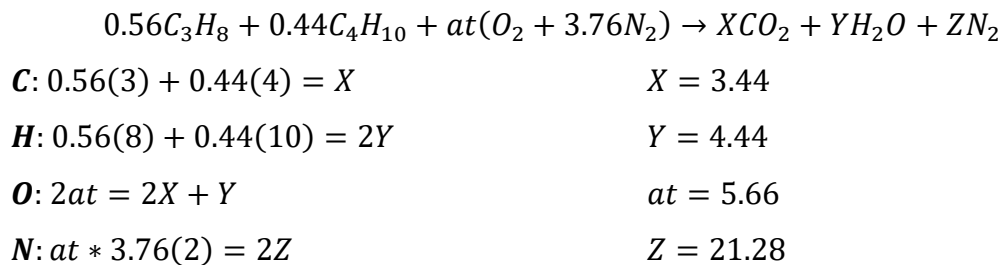 0.56C₃H₈ + 0.44C₄H₁₀ + at(O₂ + 3.76N₂) → XCO₂ + YH₂O + ZN₂
C: 0.56(3) + 0.44(4) = X X = 3.44
H: 0.56(8) + 0.44(10) = 2Y Y = 4.44
O: 2at = 2X + Y at = 5.66
N: at * 3.76(2) = 2Z Z = 21.28